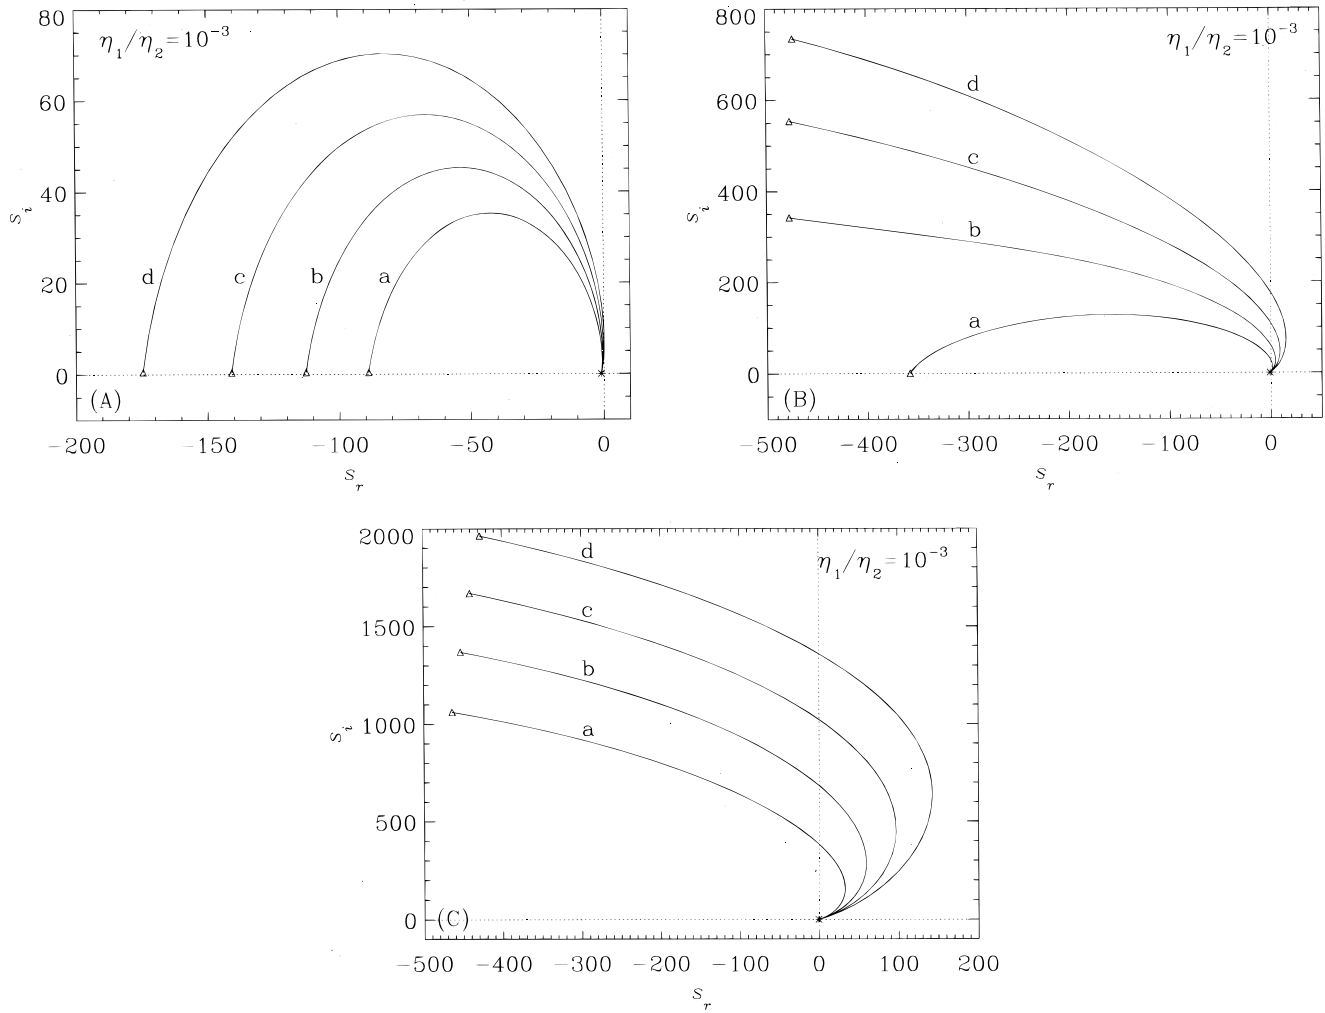 η₁/η₂=10⁻³
80
60
40
20
0
S_i
d
c
b
a
(A)
−200
−150
−100
−50
0
S_r
η₁/η₂=10⁻³
800
600
400
200
0
S_i
d
c
b
a
(B)
−500
−400
−300
−200
−100
0
S_r
η₁/η₂=10⁻³
2000
1500
1000
500
0
S_i
d
c
b
a
(C)
−500
−400
−300
−200
−100
0
100
200
S_r